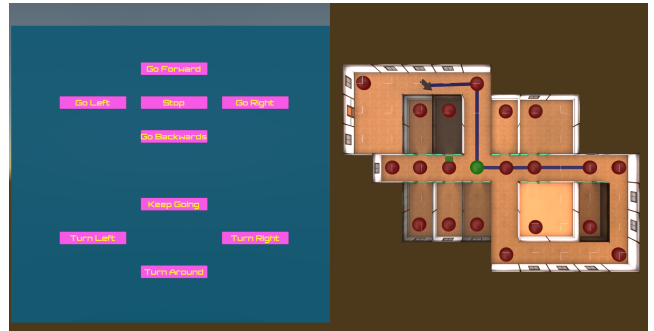 Go Forward
Go Left Stop Go Right
Go Backwards
Keep Going
Turn Left Turn Right
Turn Around